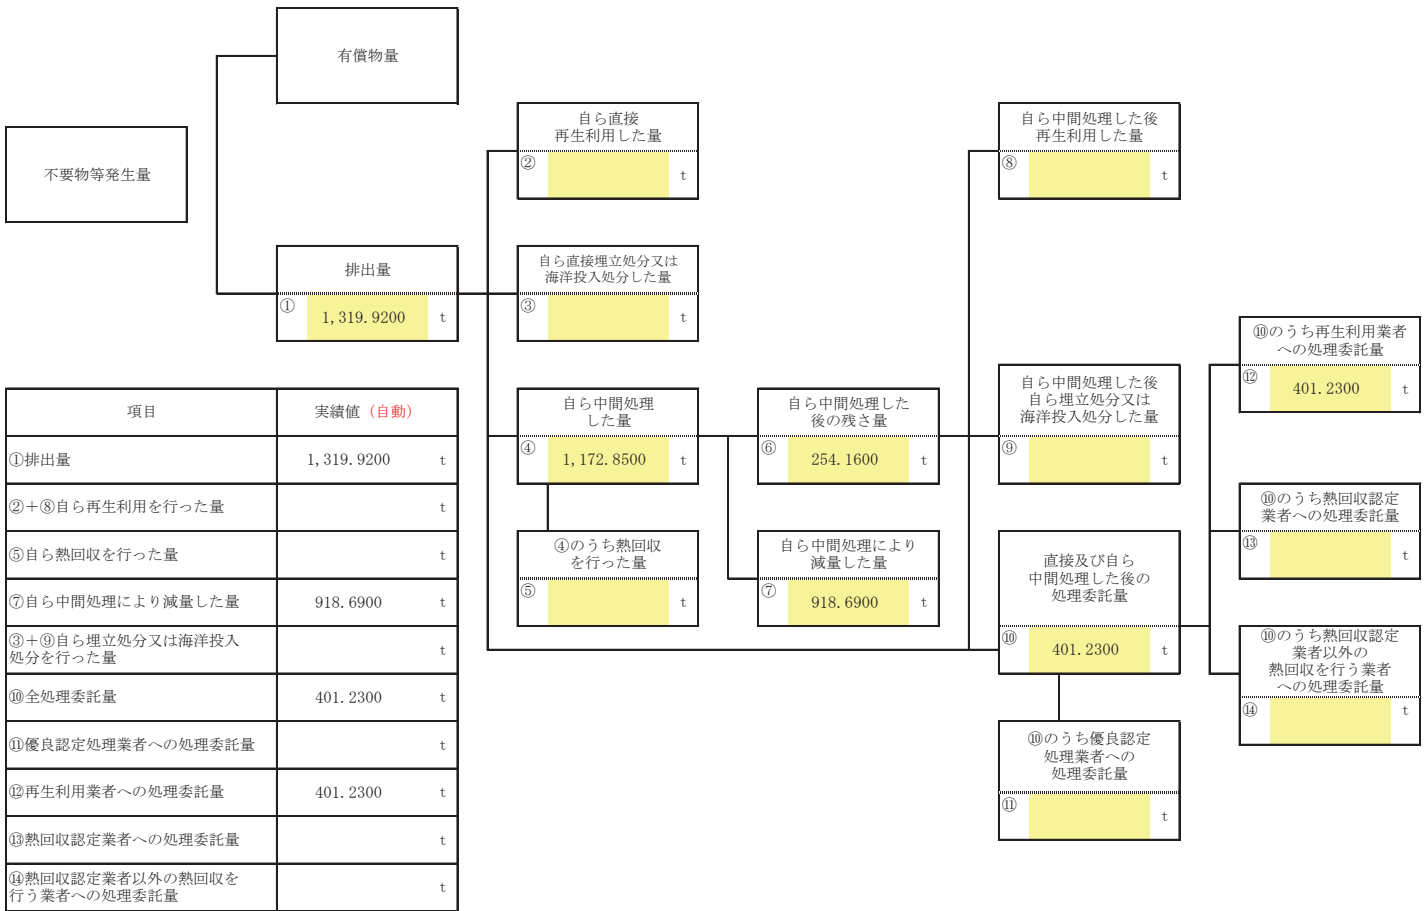 有償物量
不要物等発生量
排出量
① 1,319.9200 t
自ら直接
再生利用した量
② t
自ら直接埋立処分又は
海洋投入処分した量
③ t
自ら中間処理
した量
④ 1,172.8500 t
④のうち熱回収
を行った量
⑤ t
自ら中間処理した
後の残さ量
⑥ 254.1600 t
自ら中間処理により
減量した量
⑦ 918.6900 t
自ら中間処理した後
再生利用した量
⑧ t
自ら中間処理した後
自ら埋立処分又は
海洋投入処分した量
⑨ t
直接及び自ら
中間処理した後の
処理委託量
⑩ 401.2300 t
⑩のうち優良認定
処理業者への
処理委託量
⑪ t
⑩のうち再生利用業者
への処理委託量
⑫ 401.2300 t
⑩のうち熱回収認定
業者への処理委託量
⑬ t
⑩のうち熱回収認定
業者以外の
熱回収を行う業者
への処理委託量
⑭ t
項目 実績値（自動）
①排出量 1,319.9200 t
②＋⑧自ら再生利用を行った量 t
⑤自ら熱回収を行った量 t
⑦自ら中間処理により減量した量 918.6900 t
③＋⑨自ら埋立処分又は海洋投入
処分を行った量 t
⑩全処理委託量 401.2300 t
⑪優良認定処理業者への処理委託量 t
⑫再生利用業者への処理委託量 401.2300 t
⑬熱回収認定業者への処理委託量 t
⑭熱回収認定業者以外の熱回収を
行う業者への処理委託量 t